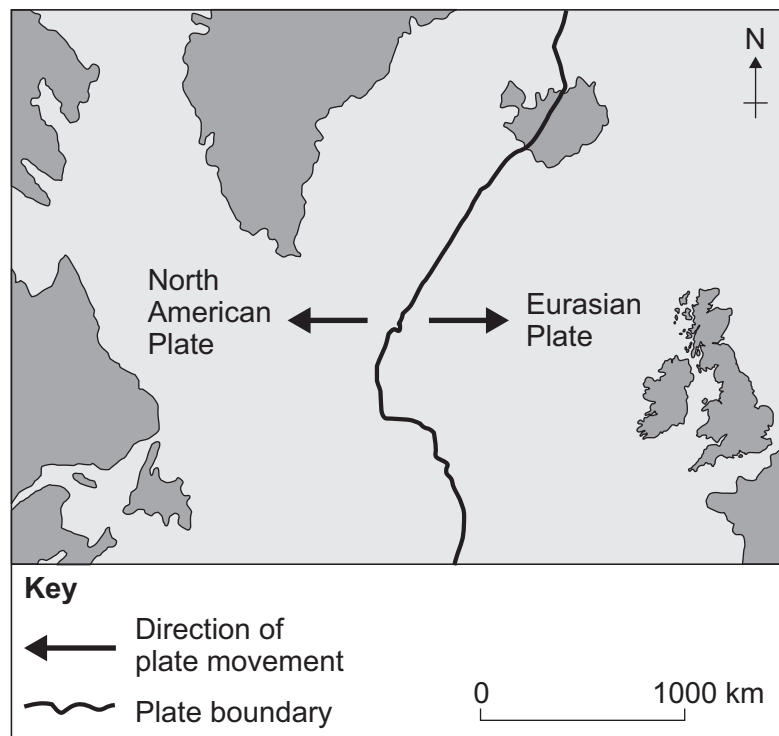 N
North
American
Plate
Eurasian
Plate
Key
Direction of
plate movement
Plate boundary
0 1000 km